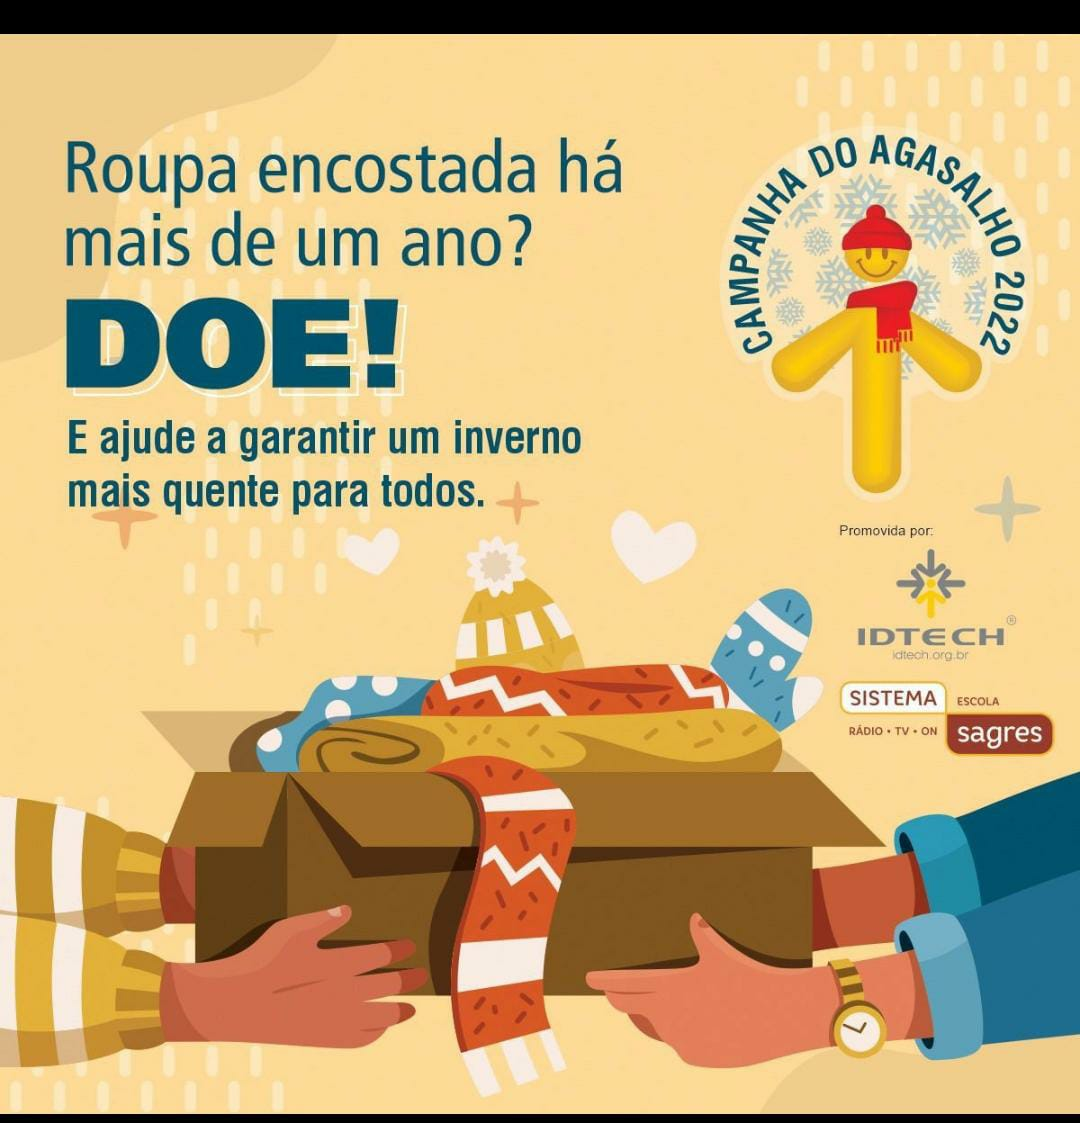 Roupa encostada há
mais de um ano?
DOE!
E ajude a garantir um inverno
mais quente para todos.
CAMPANHA DO AGASALHO 2022
Promovida por:
IDTECH®
idtech.org.br
SISTEMA ESCOLA
RÁDIO • TV • ON sagres